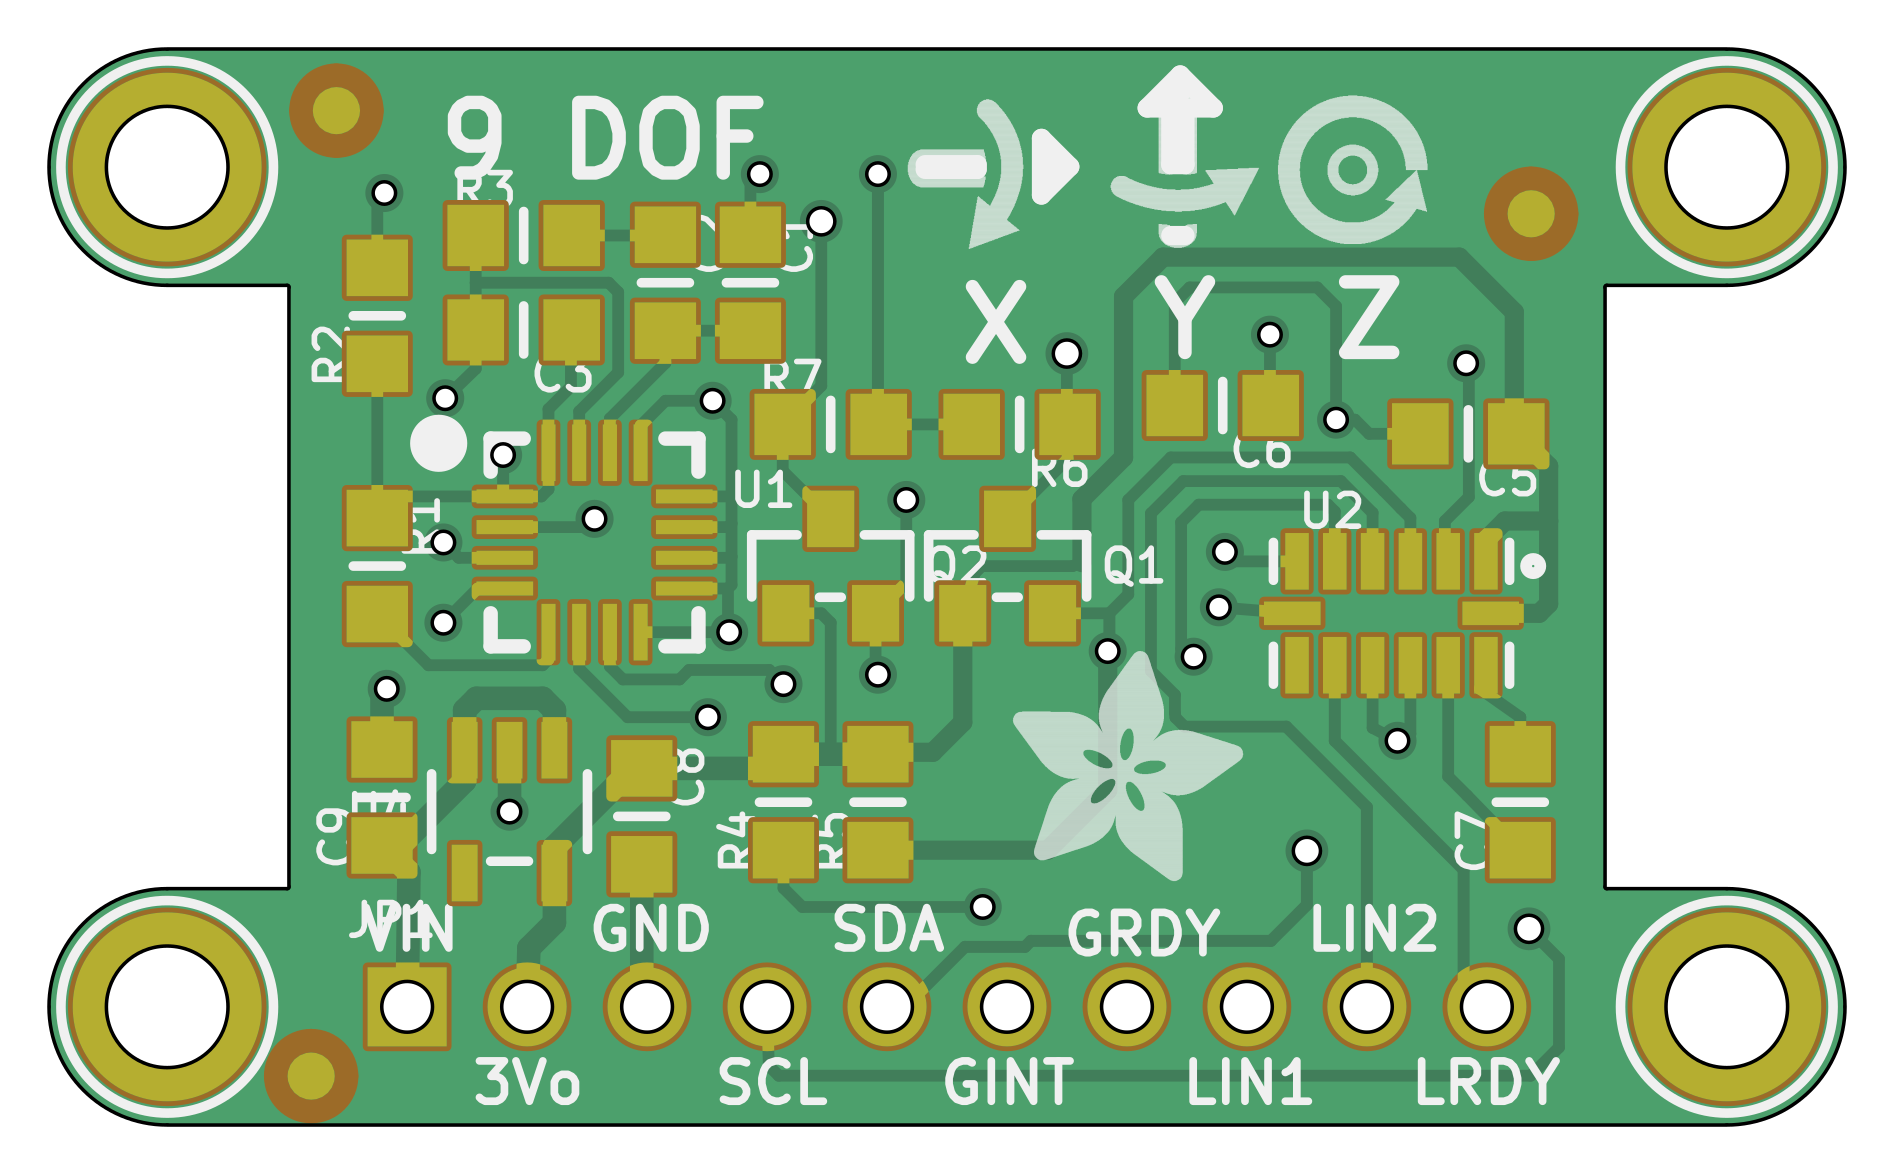 9 DOF
R3
C1
X Y Z
R2
C3
R7
C6
R6
C5
U1
U2
R1
Q2
Q1
C8
C9
R4
R5
C7
JP1
VIN
GND
SDA
GRDY
LIN2
3Vo
SCL
GINT
LIN1
LRDY